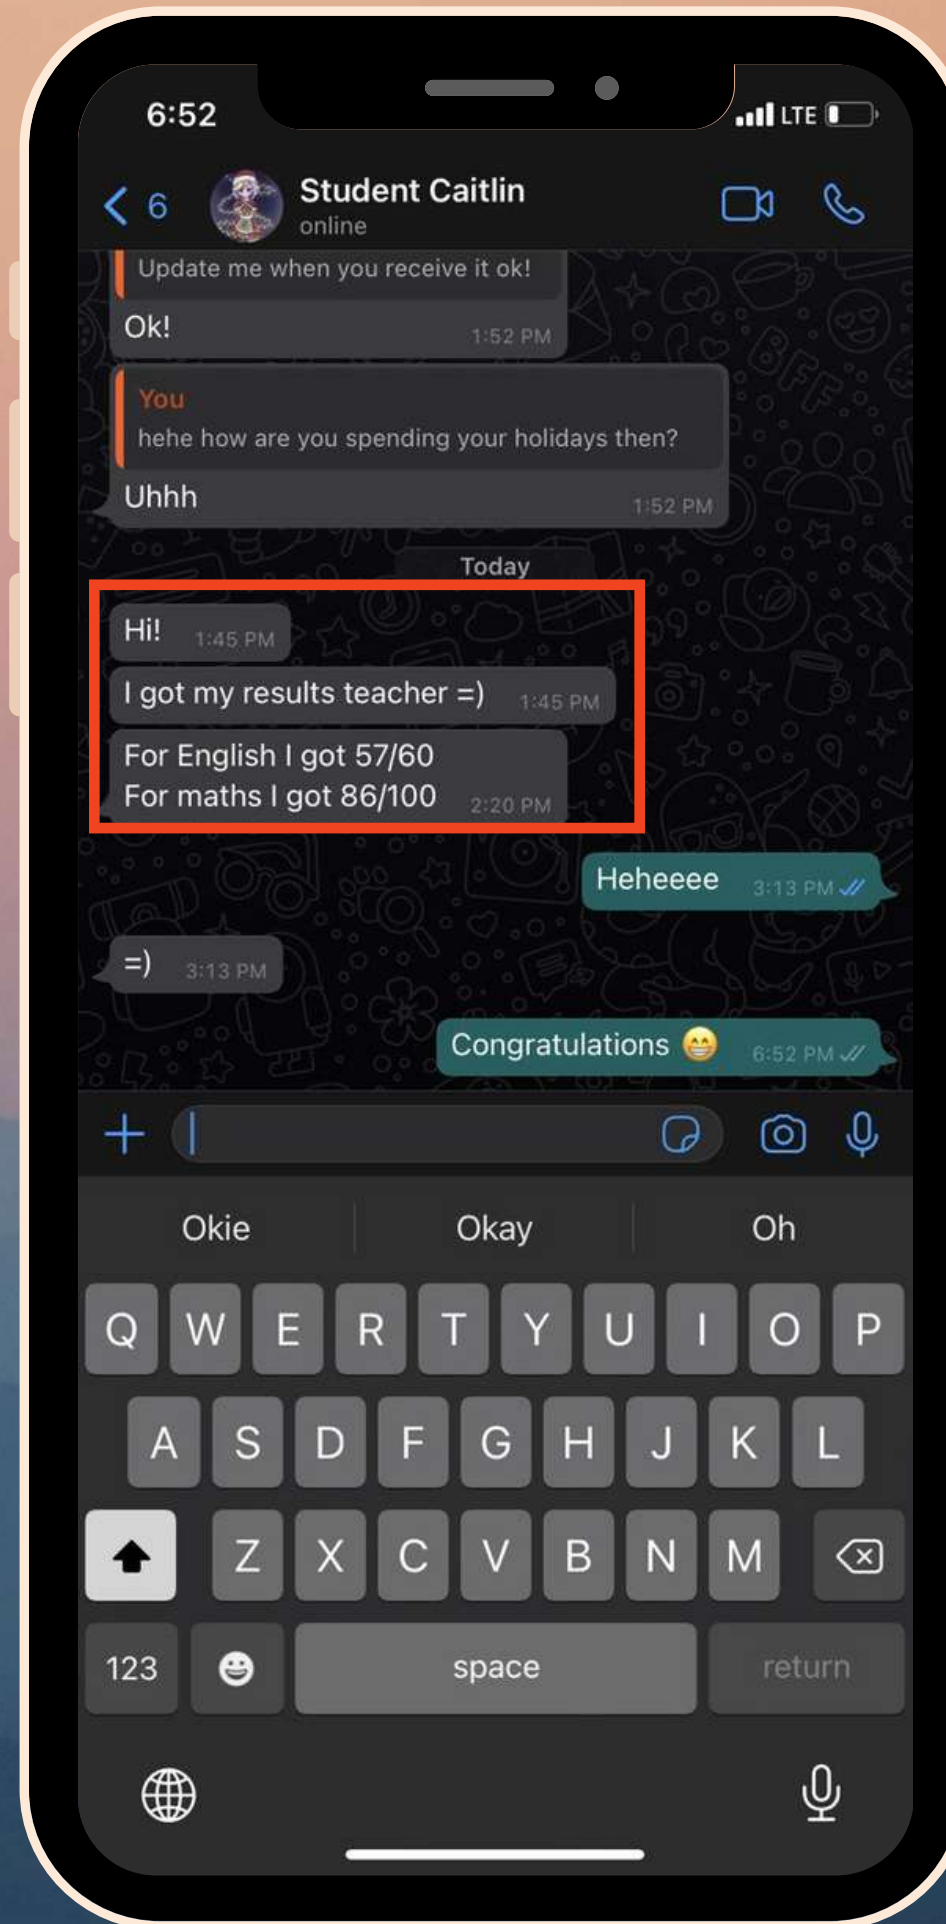 6:52
LTE
6
Student Caitlin
online
Update me when you receive it ok!
Ok!
1:52 PM
You
hehe how are you spending your holidays then?
Uhhh
1:52 PM
Today
Hi!
1:45 PM
I got my results teacher =)
1:45 PM
For English I got 57/60
For maths I got 86/100
2:20 PM
Heheeee
3:13 PM
=)
3:13 PM
Congratulations 😁
6:52 PM
Okie
Okay
Oh
Q W E R T Y U I O P
A S D F G H J K L
Z X C V B N M
123
space
return